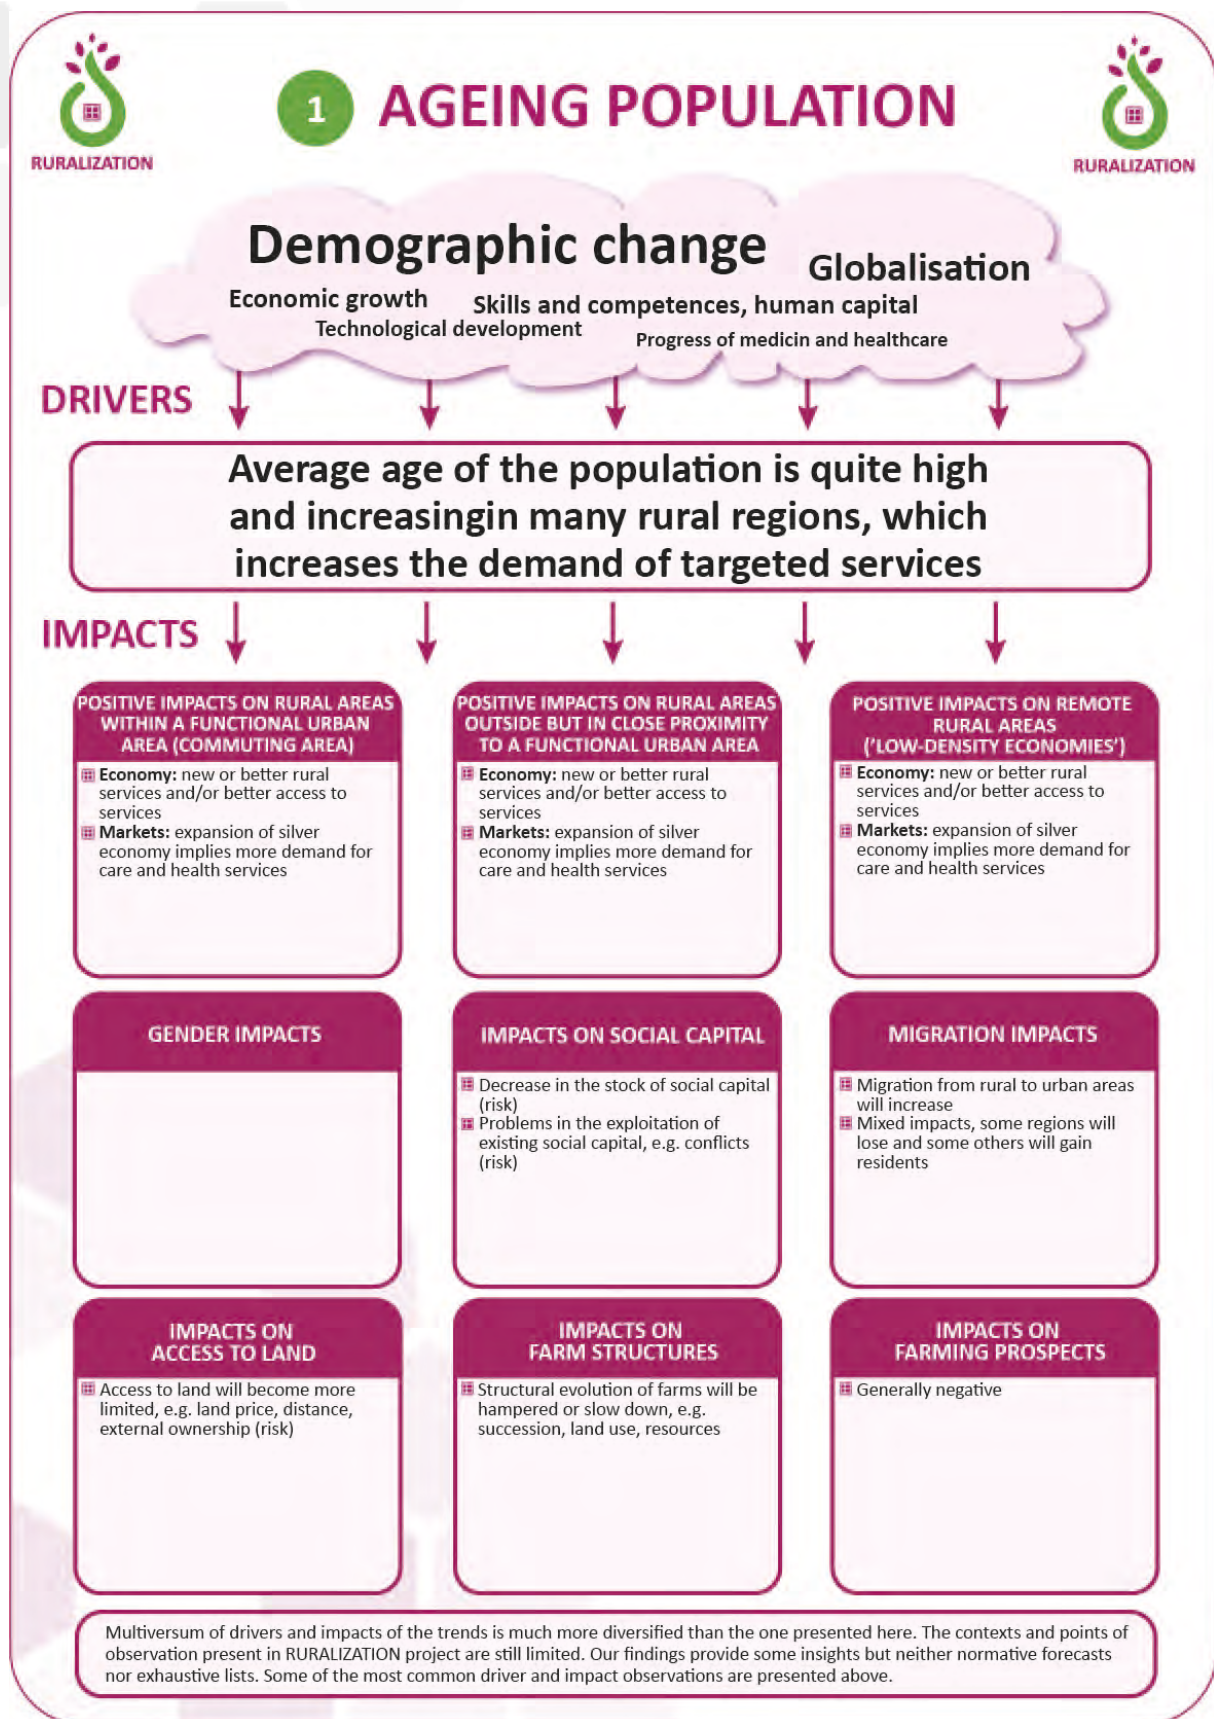 1 AGEING POPULATION
RURALIZATION
RURALIZATION
Demographic change
Globalisation
Economic growth
Skills and competences, human capital
Technological development
Progress of medicin and healthcare
DRIVERS
Average age of the population is quite high
and increasingin many rural regions, which
increases the demand of targeted services
IMPACTS
POSITIVE IMPACTS ON RURAL AREAS
WITHIN A FUNCTIONAL URBAN
AREA (COMMUTING AREA)
Economy: new or better rural
services and/or better access to
services
Markets: expansion of silver
economy implies more demand for
care and health services
POSITIVE IMPACTS ON RURAL AREAS
OUTSIDE BUT IN CLOSE PROXIMITY
TO A FUNCTIONAL URBAN AREA
Economy: new or better rural
services and/or better access to
services
Markets: expansion of silver
economy implies more demand for
care and health services
POSITIVE IMPACTS ON REMOTE
RURAL AREAS
('LOW-DENSITY ECONOMIES')
Economy: new or better rural
services and/or better access to
services
Markets: expansion of silver
economy implies more demand for
care and health services
GENDER IMPACTS
IMPACTS ON SOCIAL CAPITAL
Decrease in the stock of social capital
(risk)
Problems in the exploitation of
existing social capital, e.g. conflicts
(risk)
MIGRATION IMPACTS
Migration from rural to urban areas
will increase
Mixed impacts, some regions will
lose and some others will gain
residents
IMPACTS ON
ACCESS TO LAND
Access to land will become more
limited, e.g. land price, distance,
external ownership (risk)
IMPACTS ON
FARM STRUCTURES
Structural evolution of farms will be
hampered or slow down, e.g.
succession, land use, resources
IMPACTS ON
FARMING PROSPECTS
Generally negative
Multiversum of drivers and impacts of the trends is much more diversified than the one presented here. The contexts and points of
observation present in RURALIZATION project are still limited. Our findings provide some insights but neither normative forecasts
nor exhaustive lists. Some of the most common driver and impact observations are presented above.